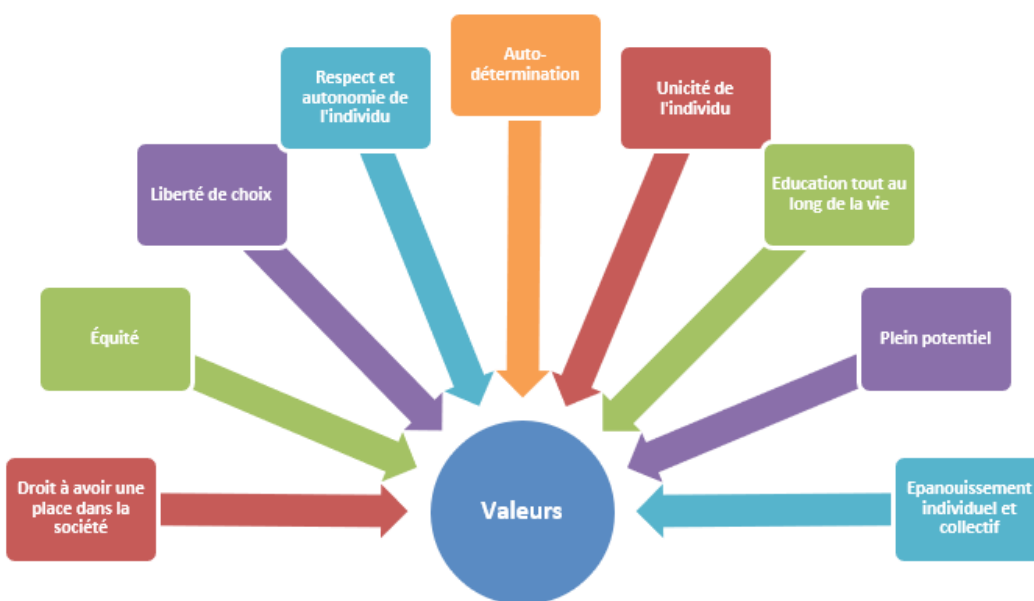 Droit à avoir une
place dans la
société
Équité
Liberté de choix
Respect et
autonomie de
l'individu
Auto-
détermination
Unicité de
l'individu
Education tout au
long de la vie
Plein potentiel
Epanouissement
individuel et
collectif
Valeurs